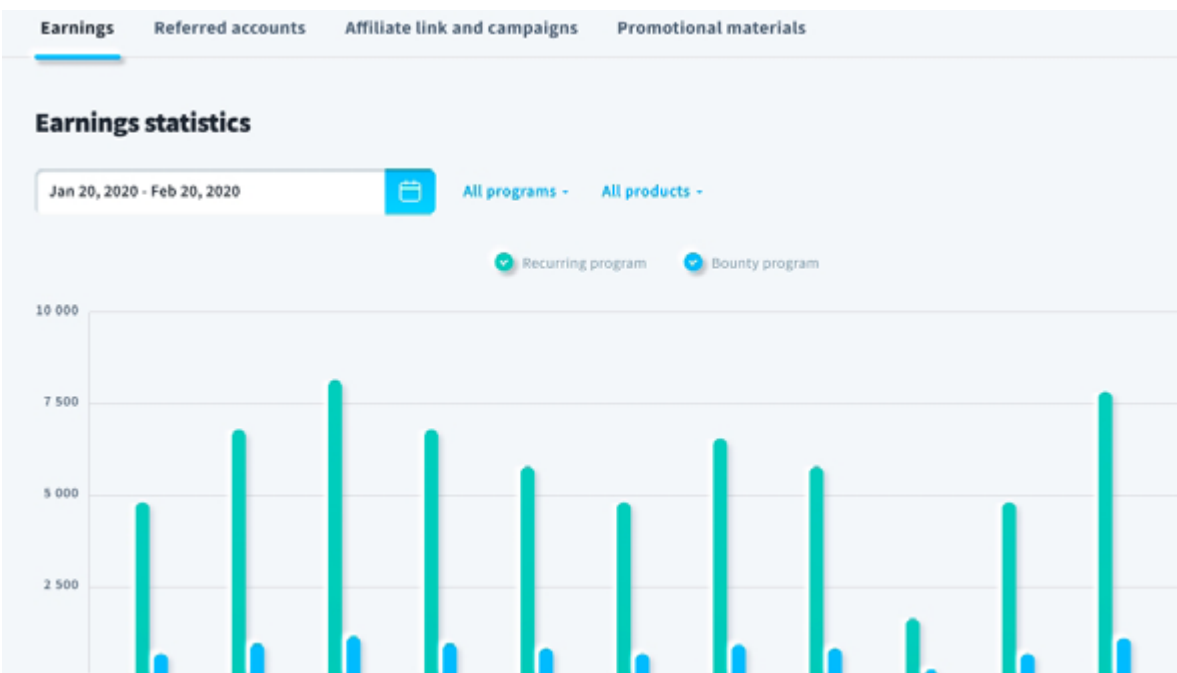 Earnings Referred accounts Affiliate link and campaigns Promotional materials
Earnings statistics
Jan 20, 2020 - Feb 20, 2020 All programs All products
Recurring program Bounty program
10 000
7 500
5 000
2 500